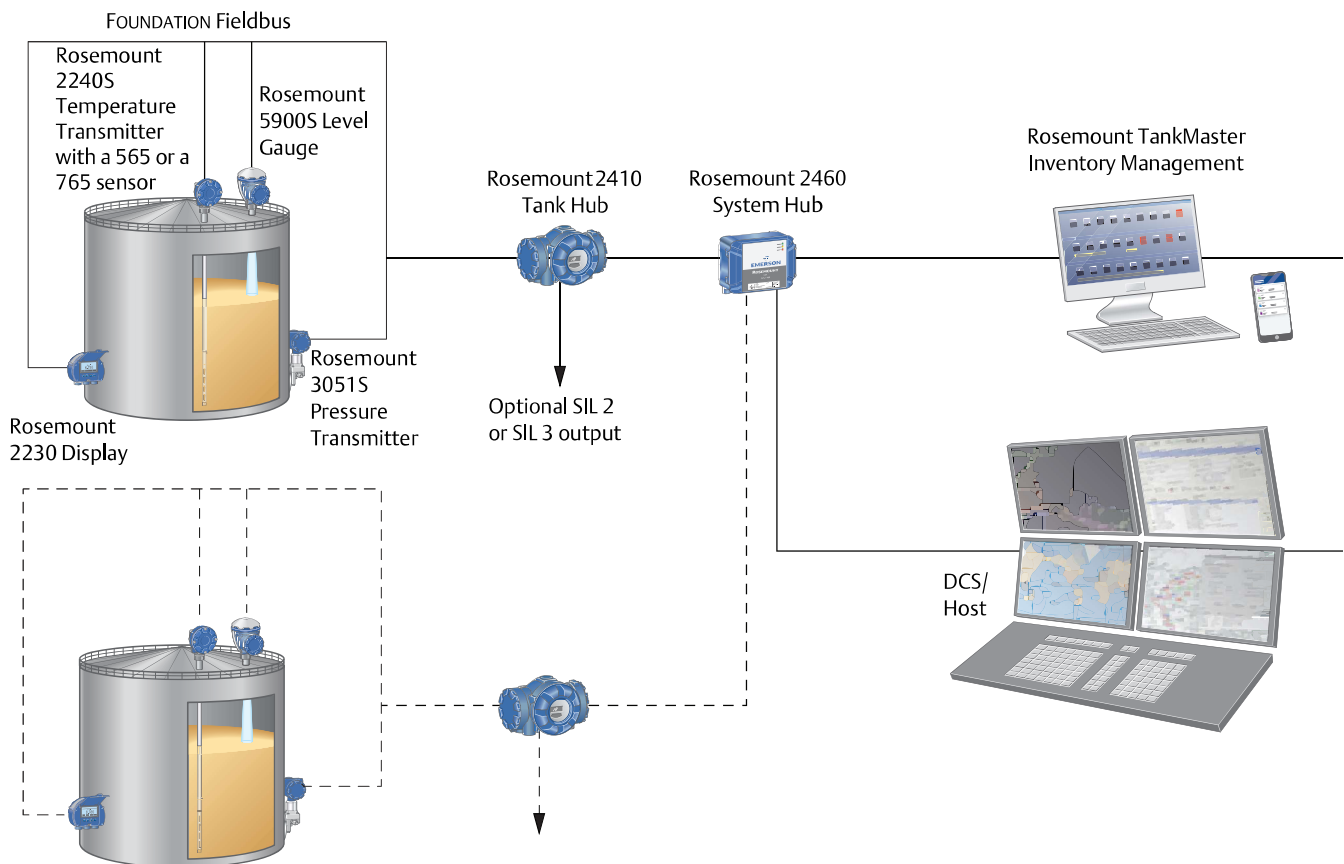 FOUNDATION Fieldbus
Rosemount
2240S
Temperature
Transmitter
with a 565 or a
765 sensor
Rosemount
5900S Level
Gauge
Rosemount 2410
Tank Hub
Rosemount 2460
System Hub
Rosemount TankMaster
Inventory Management
EMERSON
ROSEMOUNT
Rosemount
3051S
Pressure
Transmitter
Rosemount
2230 Display
Optional SIL 2
or SIL 3 output
DCS/
Host